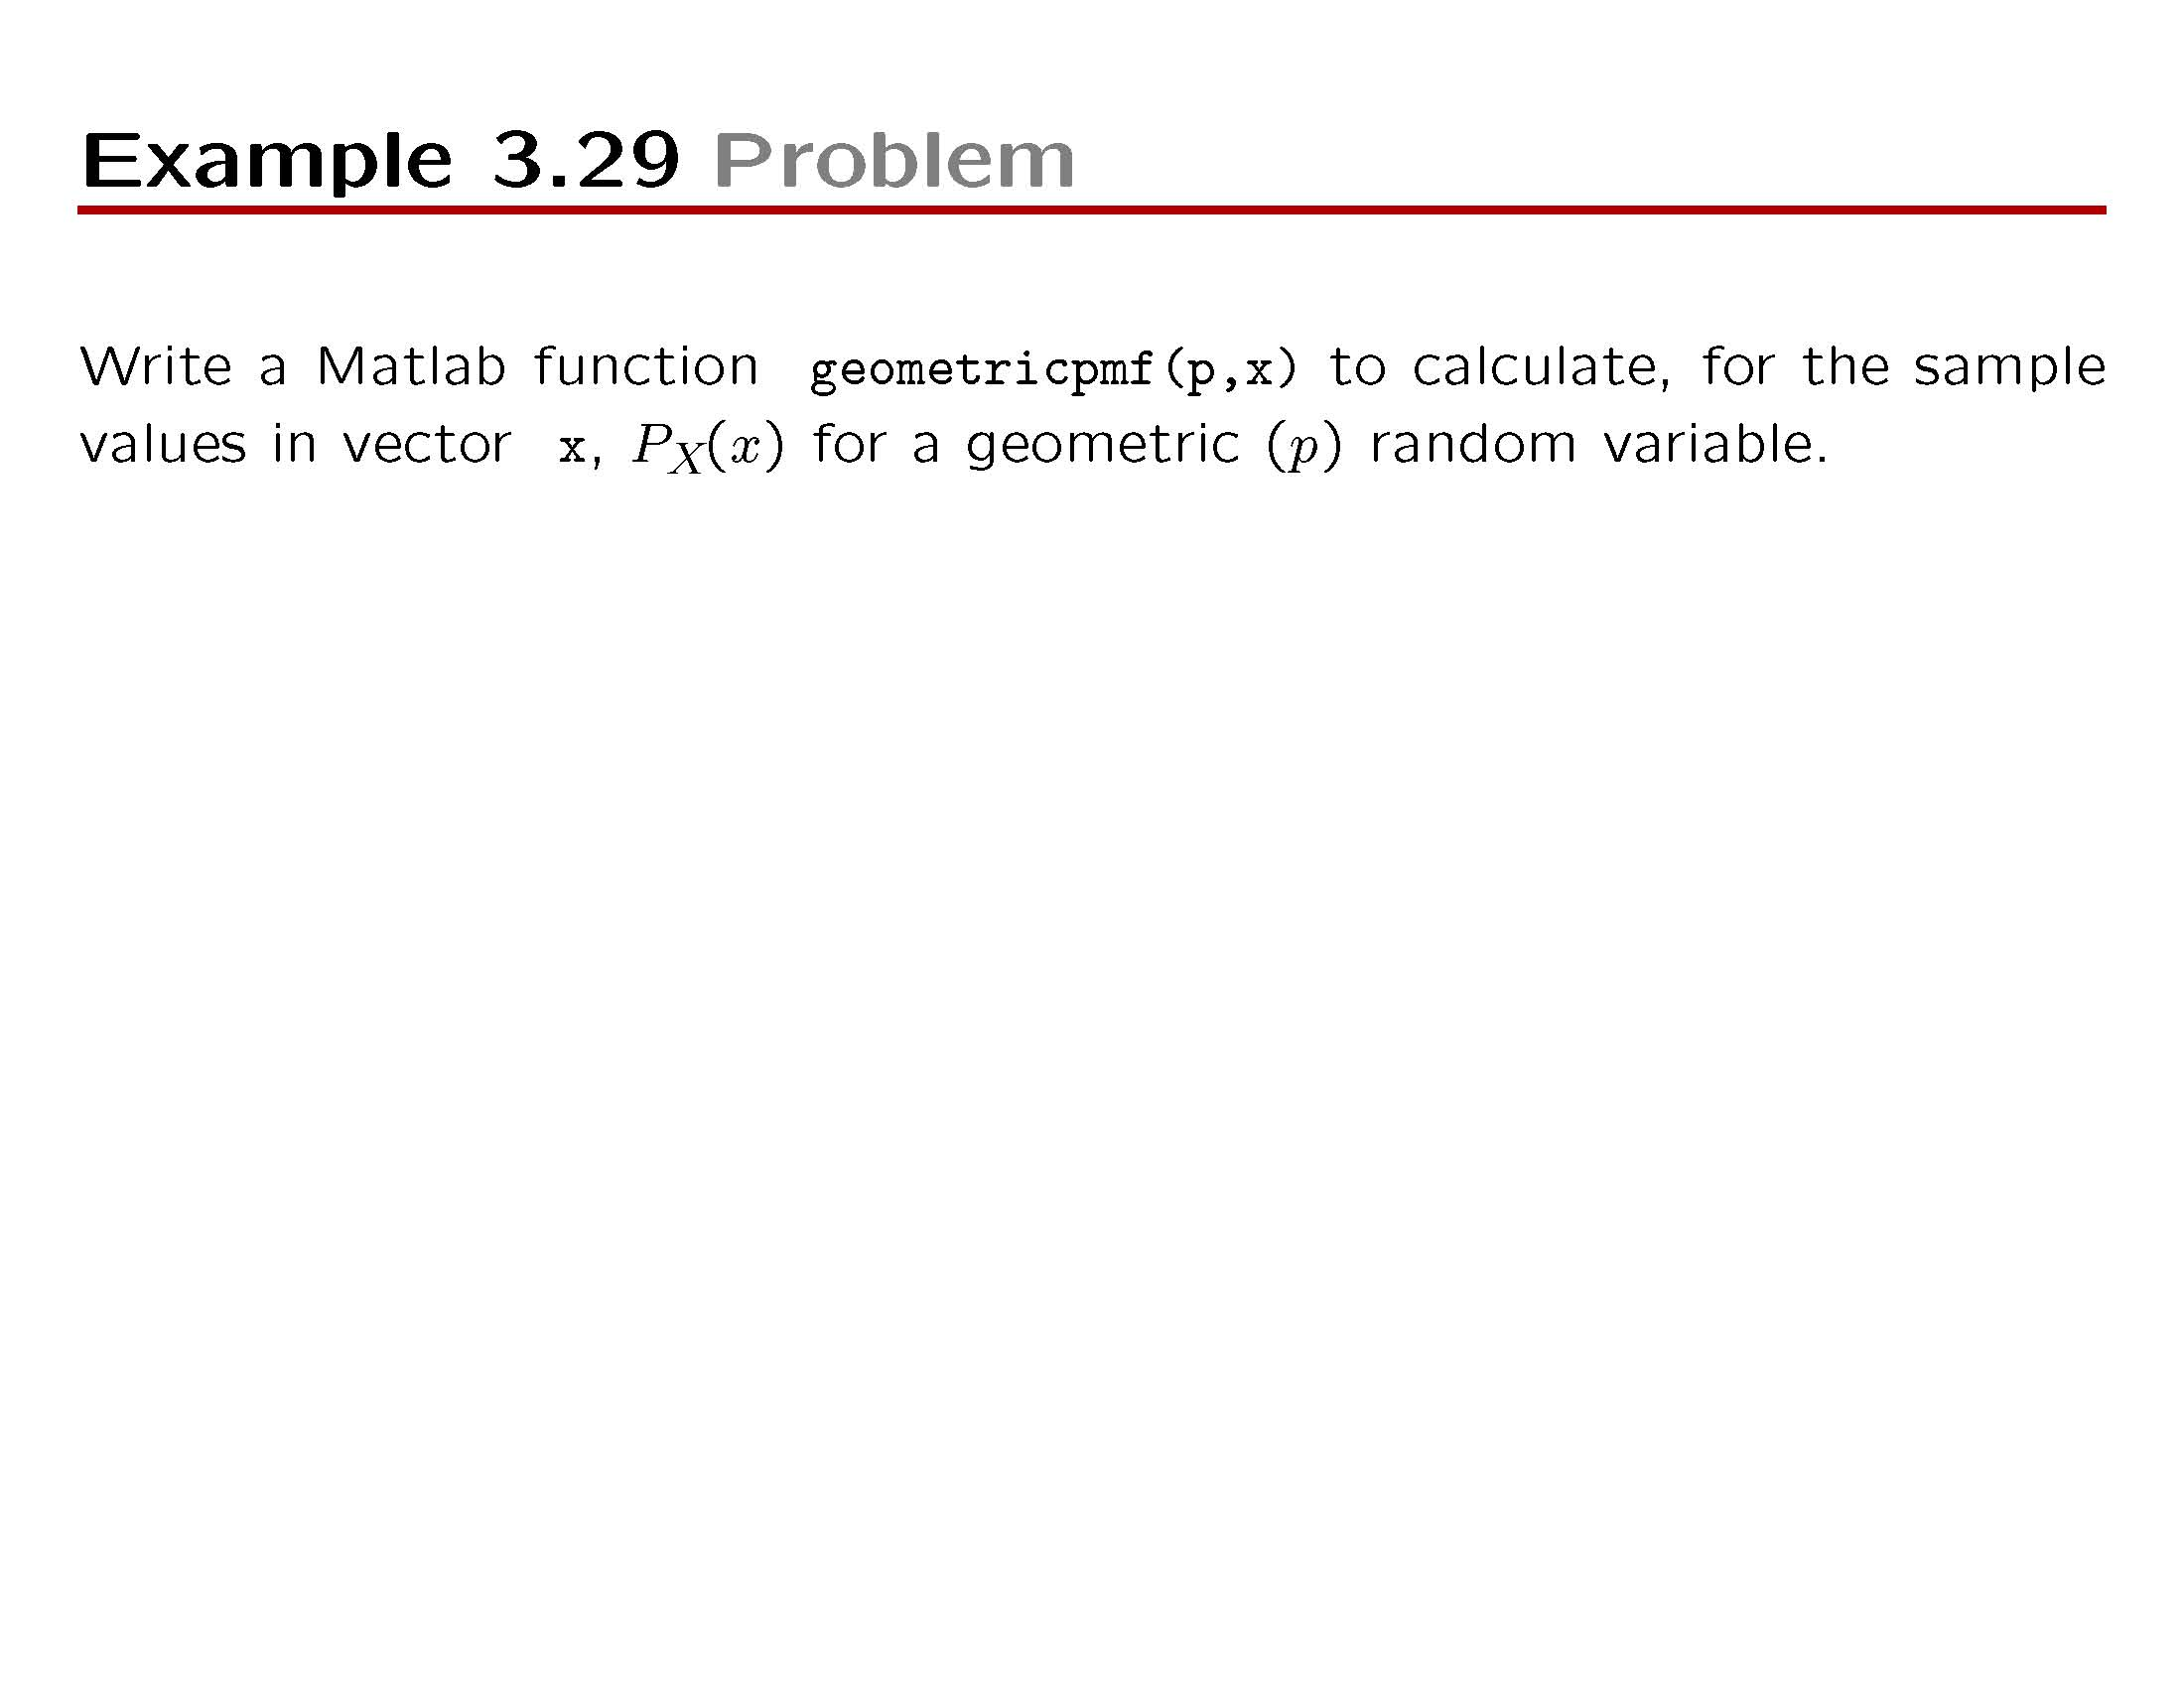 Example 3.29 Problem
Write a Matlab function geometricpmf(p,x) to calculate, for the sample
values in vector x, P_X(x) for a geometric (p) random variable.